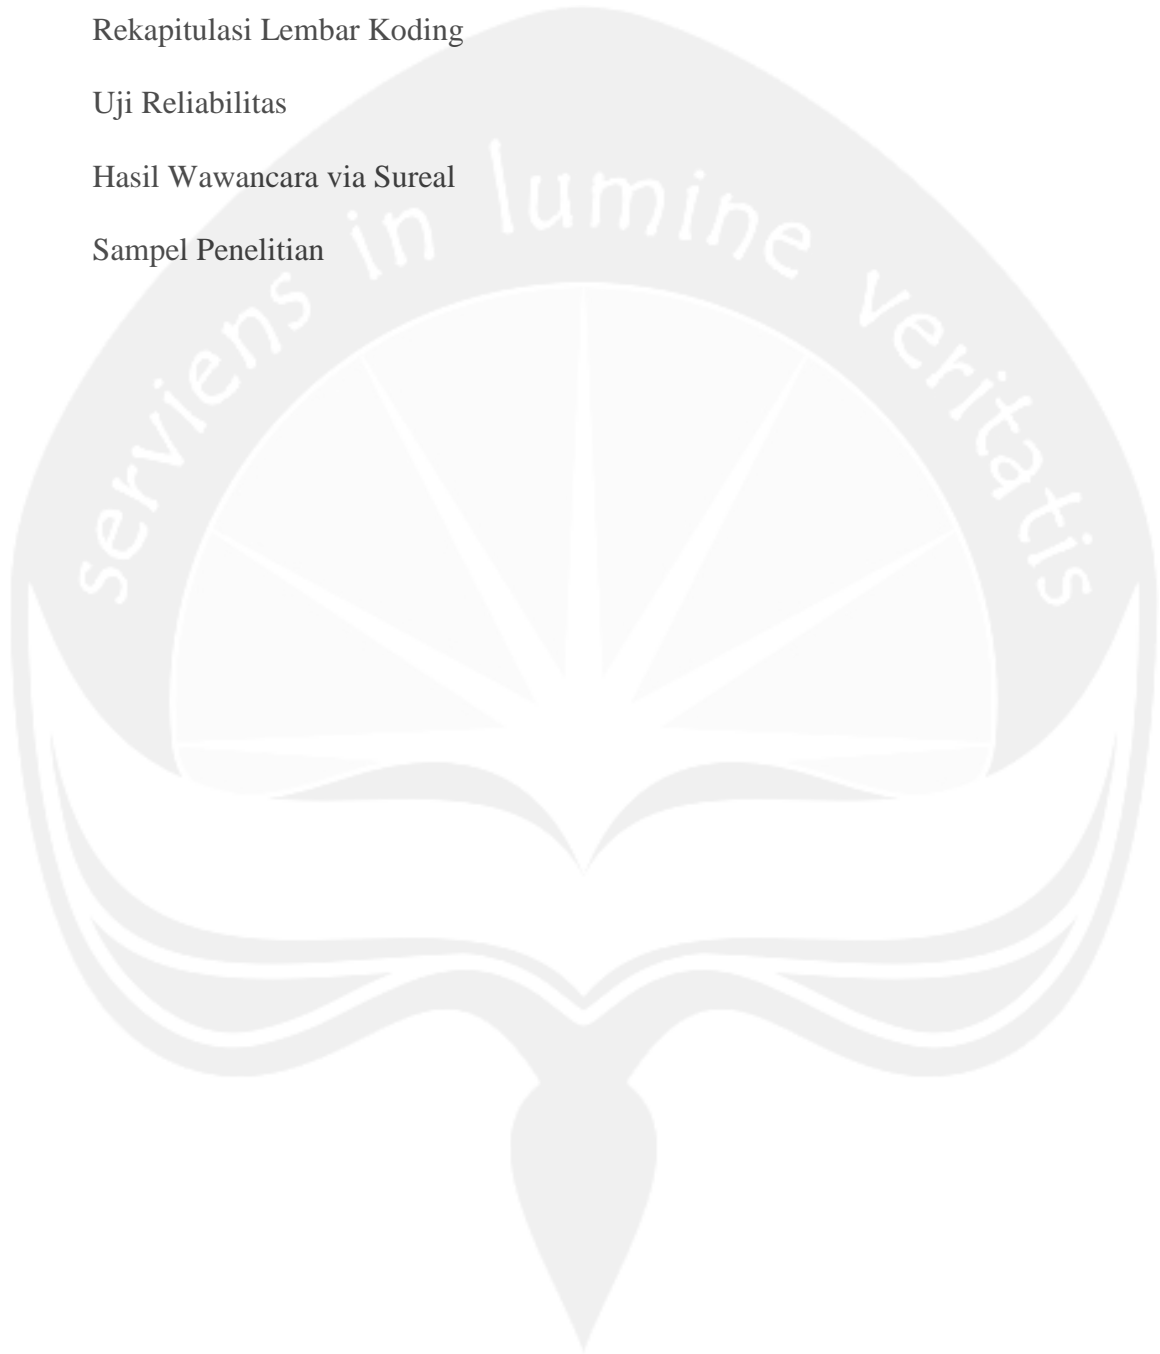 Rekapitulasi Lembar Koding
Uji Reliabilitas
Hasil Wawancara via Sureal
Sampel Penelitian
serviens in lumine veritatis